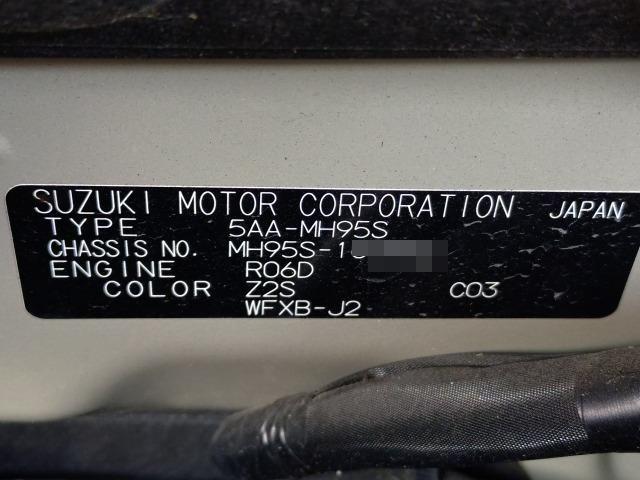 SUZUKI MOTOR CORPORATION JAPAN
TYPE 5AA-MH95S
CHASSIS NO. MH95S-1
ENGINE R06D
COLOR Z2S C03
WFXB-J2